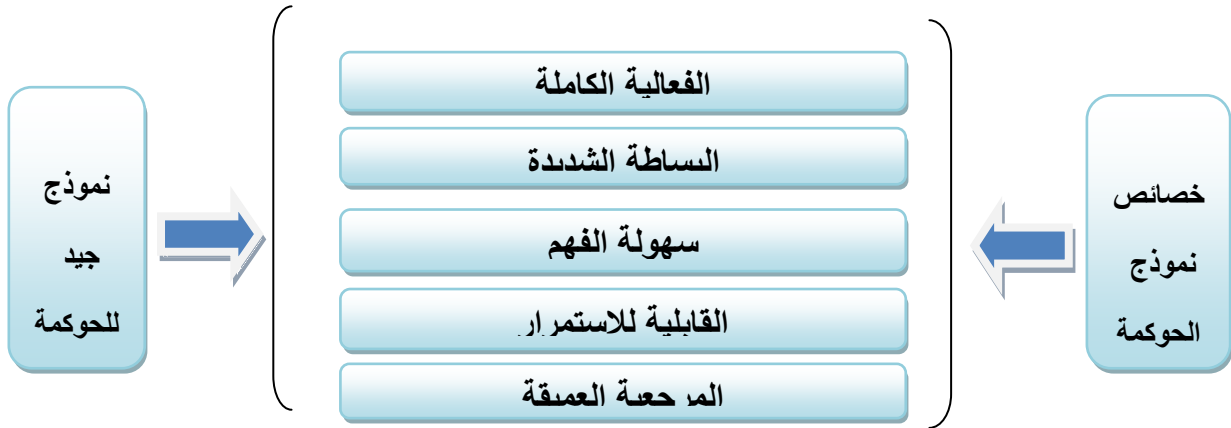 خصائص
نموذج
الحوكمة
الفعالية الكاملة
البساطة الشديدة
سهولة الفهم
القابلية للاستمرار
المرجعية العميقة
نموذج
جيد
للحوكمة